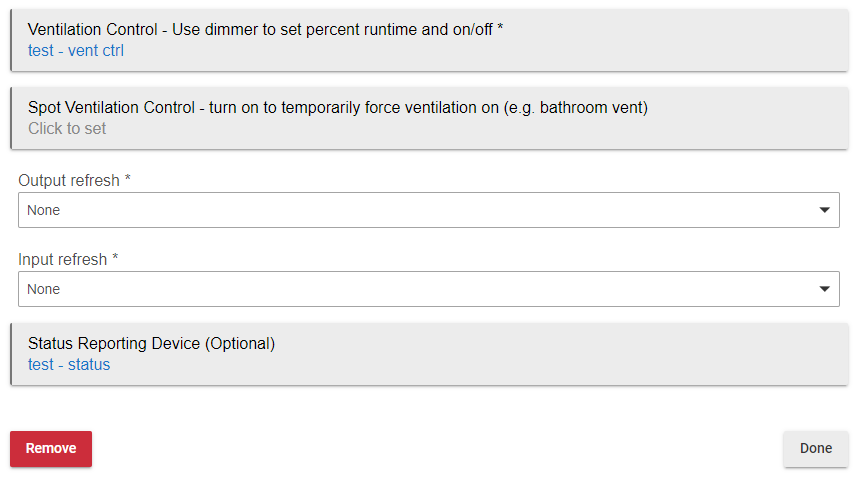 Ventilation Control - Use dimmer to set percent runtime and on/off *
test - vent ctrl
Spot Ventilation Control - turn on to temporarily force ventilation on (e.g. bathroom vent)
Click to set
Output refresh *
None
Input refresh *
None
Status Reporting Device (Optional)
test - status
Remove
Done